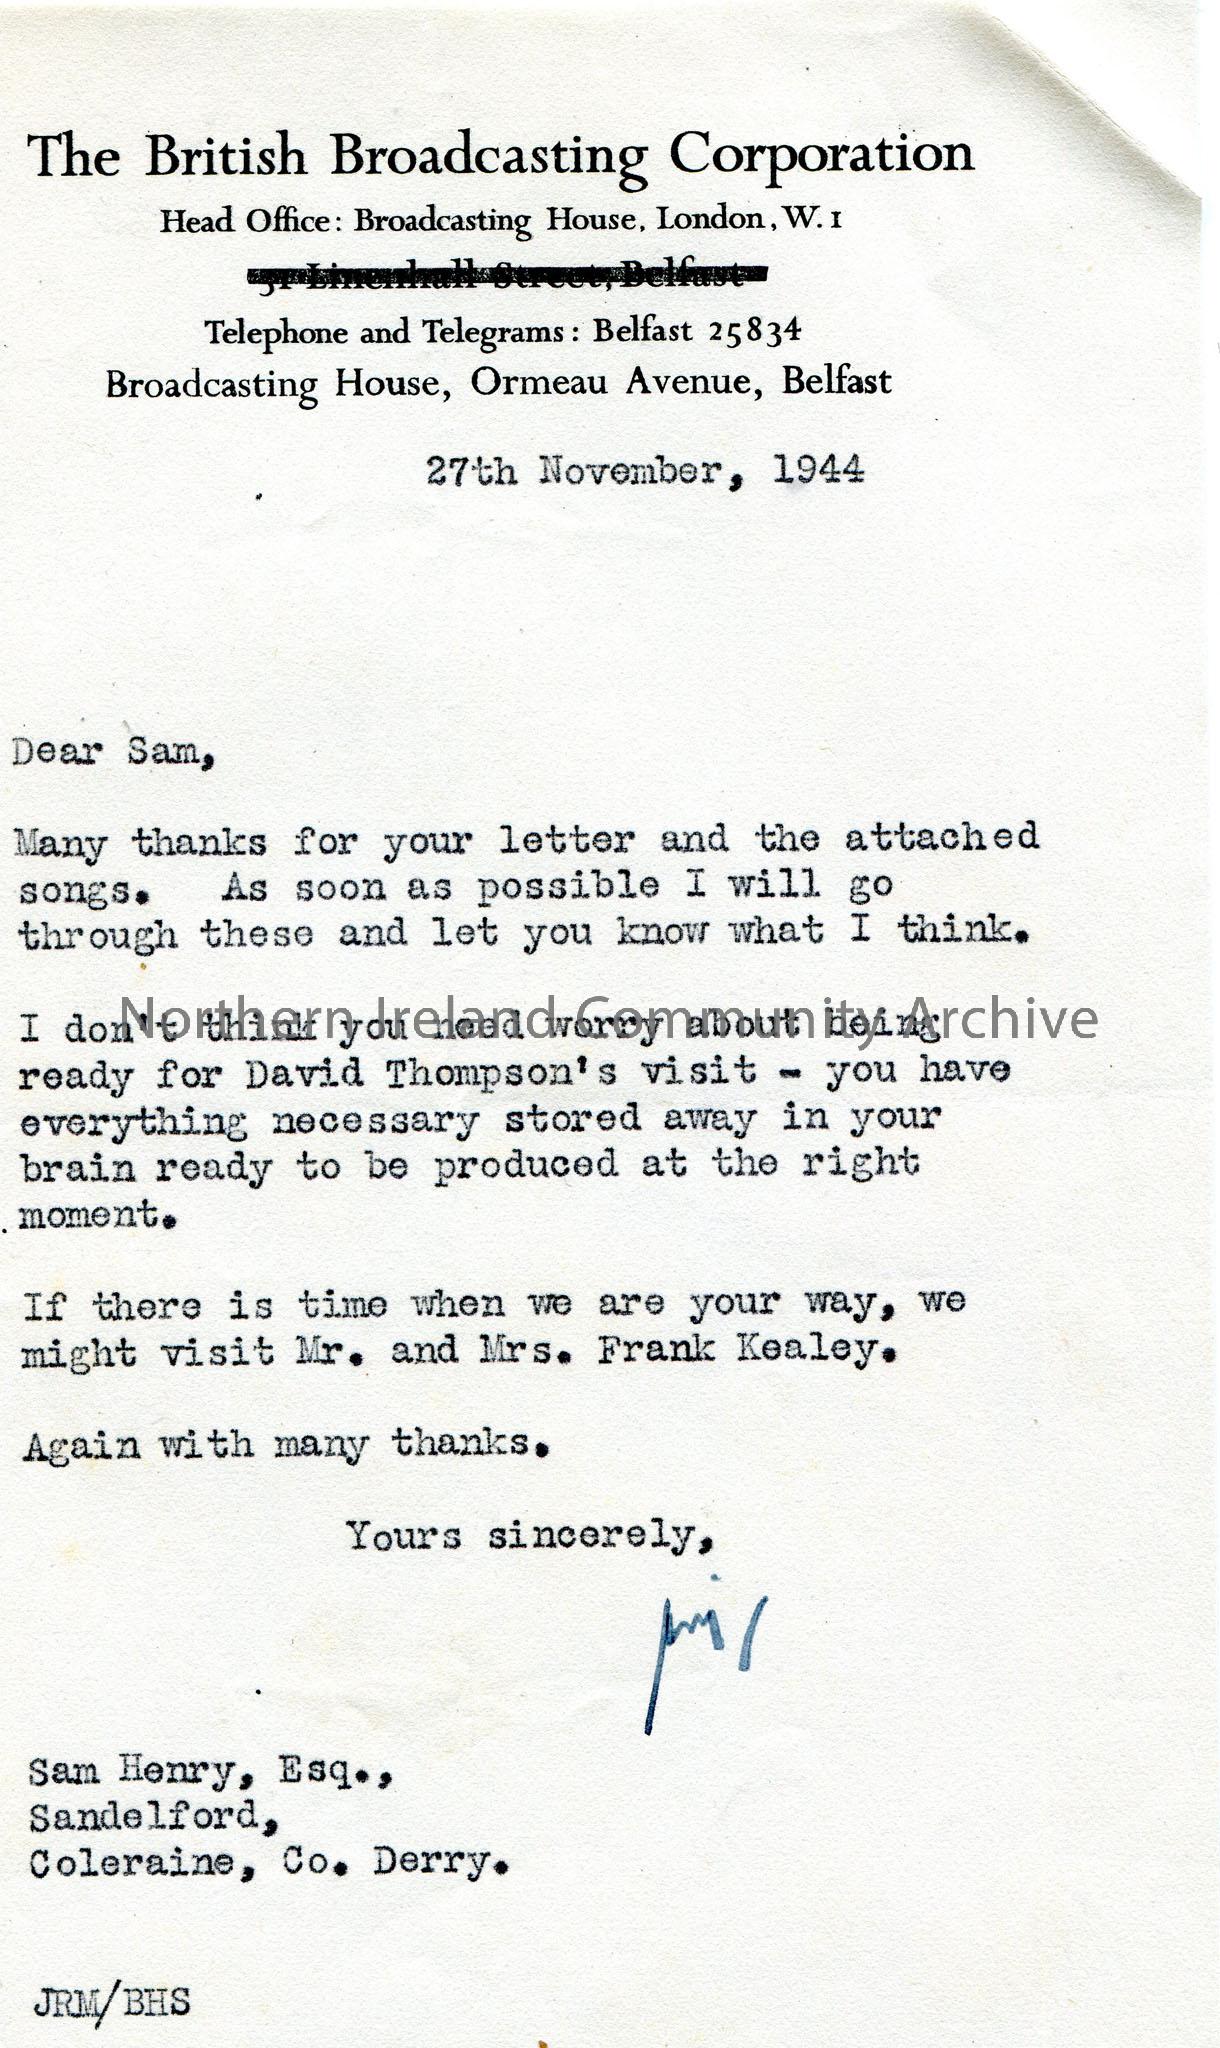 The British Broadcasting Corporation
Head Office: Broadcasting House, London, W. 1
31 Linenhall Street, Belfast
Telephone and Telegrams: Belfast 25834
Broadcasting House, Ormeau Avenue, Belfast
27th November, 1944
Dear Sam,
Many thanks for your letter and the attached
songs. As soon as possible I will go
through these and let you know what I think.
Northern Ireland Community Archive
I don't think you need worry about being
ready for David Thompson's visit - you have
everything necessary stored away in your
brain ready to be produced at the right
moment.
If there is time when we are your way, we
might visit Mr. and Mrs. Frank Kealey.
Again with many thanks.
Yours sincerely,
Sam Henry, Esq.,
Sandelford,
Coleraine, Co. Derry.
JRM/BHS